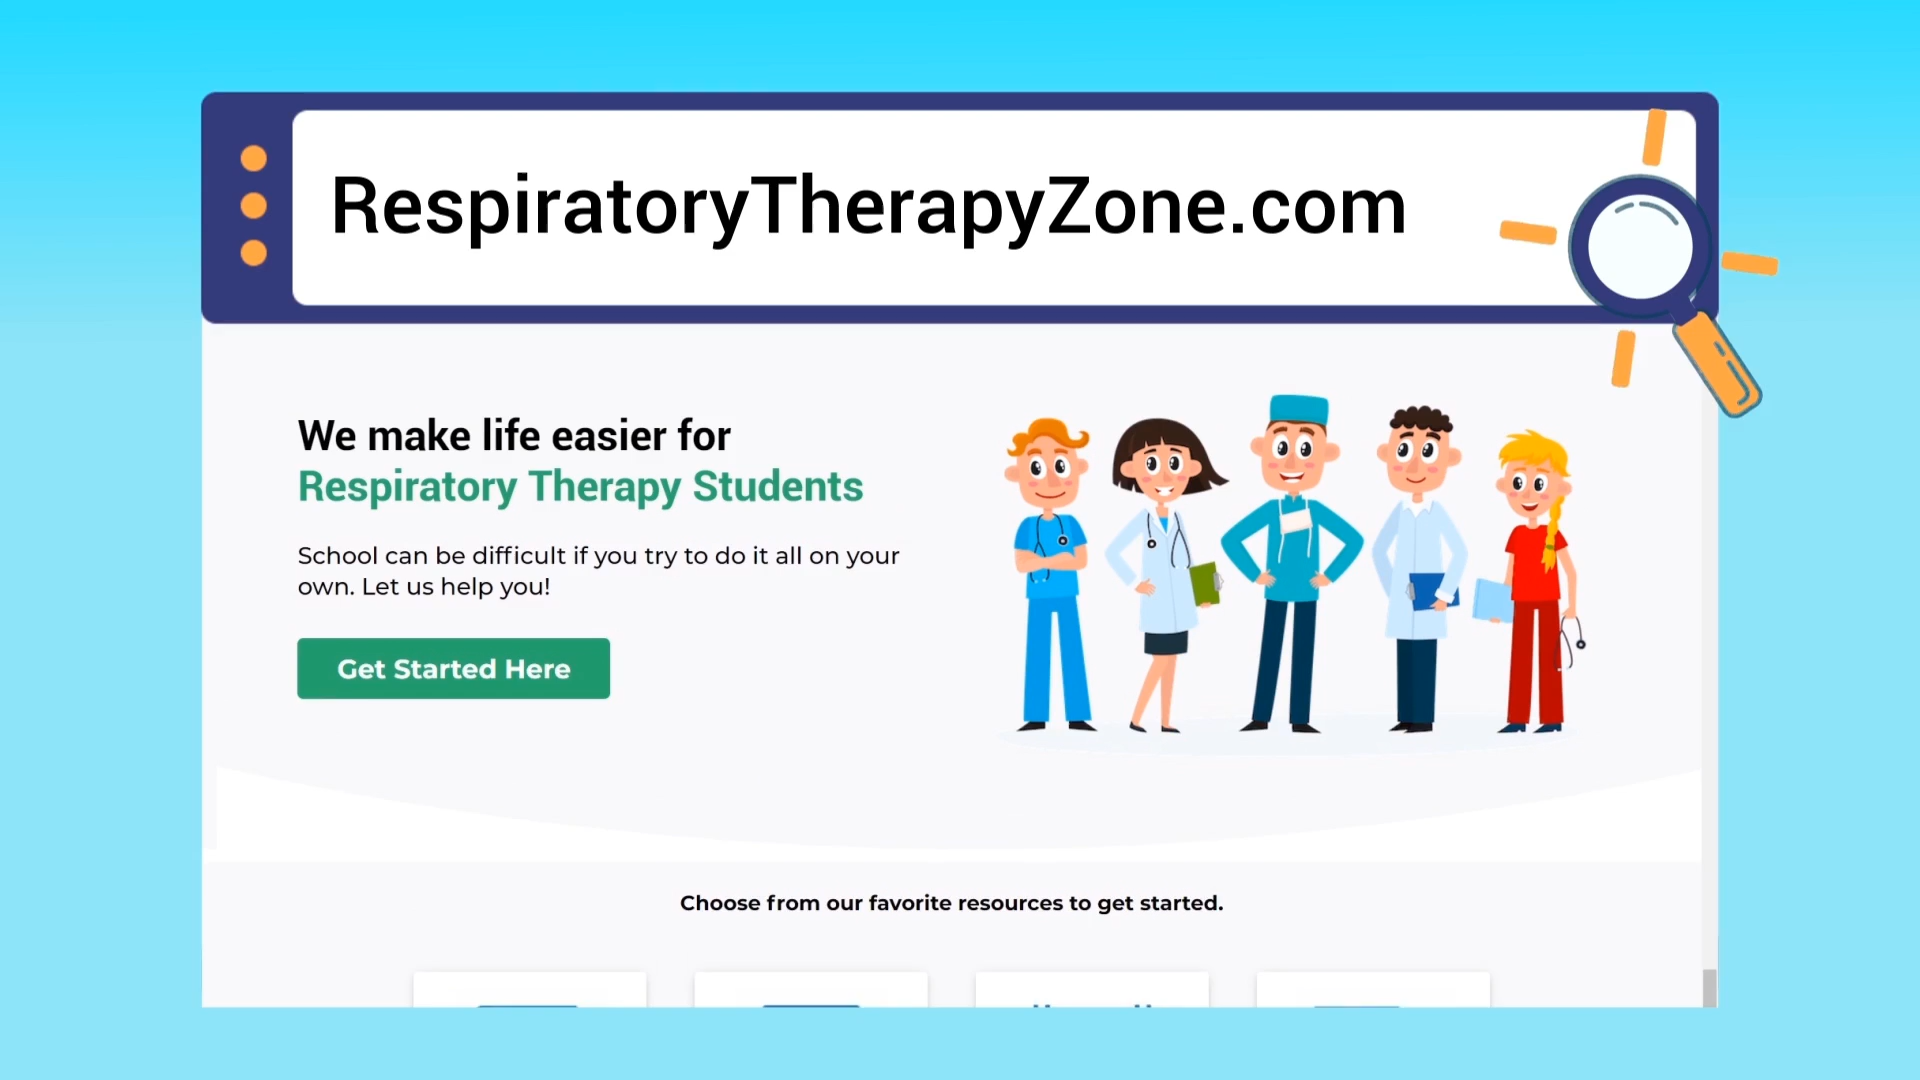 RespiratoryTherapyZone.com
We make life easier for
Respiratory Therapy Students
School can be difficult if you try to do it all on your
own. Let us help you!
Get Started Here
Choose from our favorite resources to get started.